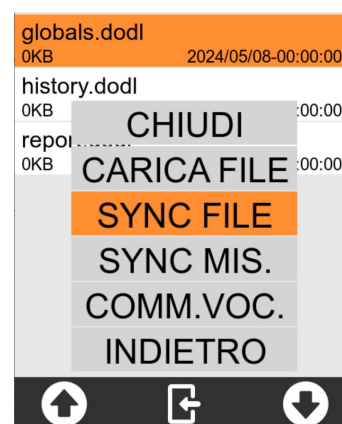 globals.dodl
0KB 2024/05/08-00:00:00
history.dodl
0KB :00:00
CHIUDI
0KB :00:00
CARICA FILE
SYNC FILE
SYNC MIS.
COMM.VOC.
INDIETRO